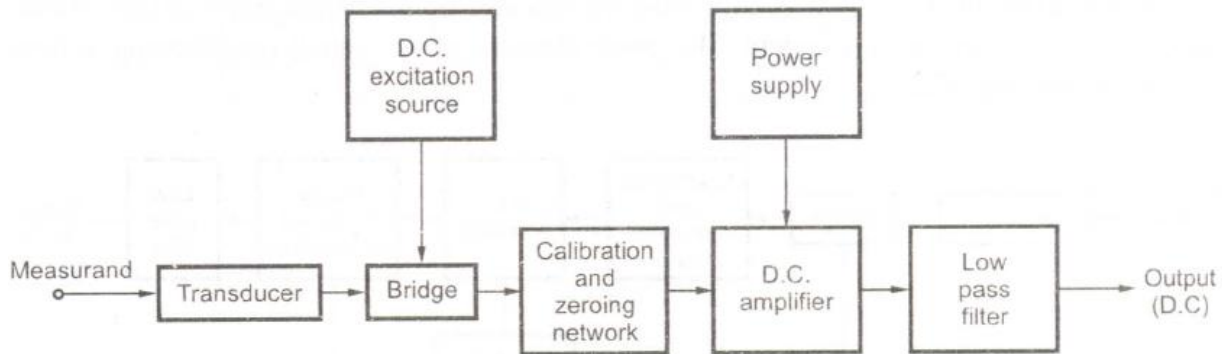 D.C.
excitation
source
Power
supply
Measurand
Transducer
Bridge
Calibration
and
zeroing
network
D.C.
amplifier
Low
pass
filter
Output
(D.C)